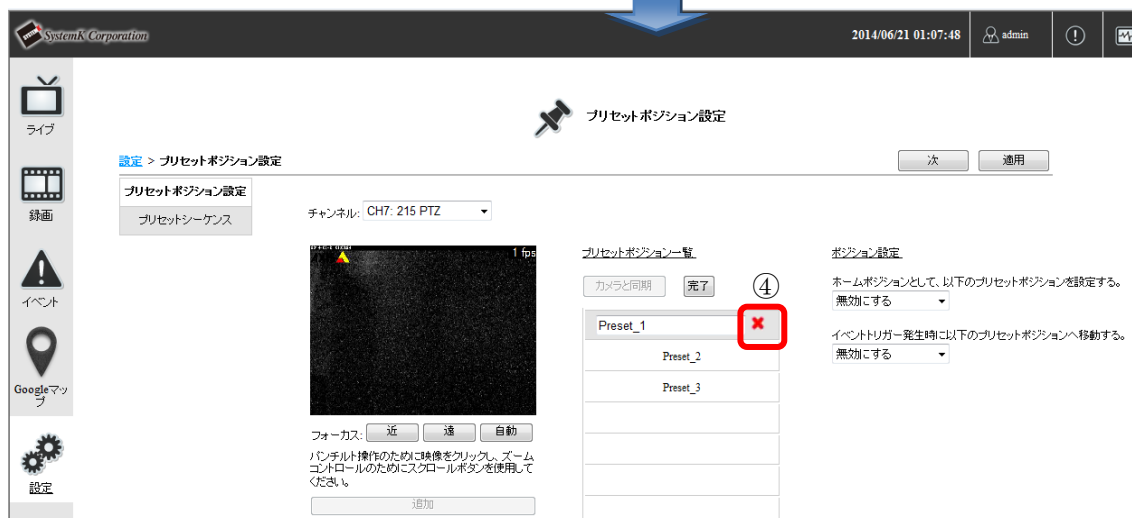 SystemK Corporation
2014/06/21 01:07:48
admin
ライブ
録画
イベント
Googleマッ
プ
設定
プリセットポジション設定
設定 > プリセットポジション設定
次
適用
プリセットポジション設定
プリセットシーケンス
チャンネル: CH7: 215 PTZ
1 fps
フォーカス: 近 遠 自動
パンチルト操作のために映像をクリックし、ズーム
コントロールのためにスクロールボタンを使用して
ください。
追加
プリセットポジション一覧
カメラと同期 完了
④
Preset_1
Preset_2
Preset_3
ポジション設定
ホームポジションとして、以下のプリセットポジションを設定する。
無効にする
イベントトリガー発生時に以下のプリセットポジションへ移動する。
無効にする